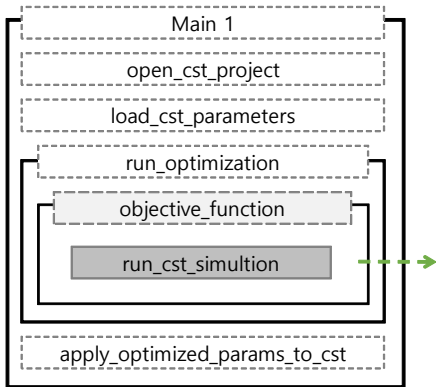 Main 1
open_cst_project
load_cst_parameters
run_optimization
objective_function
run_cst_simultion
apply_optimized_params_to_cst